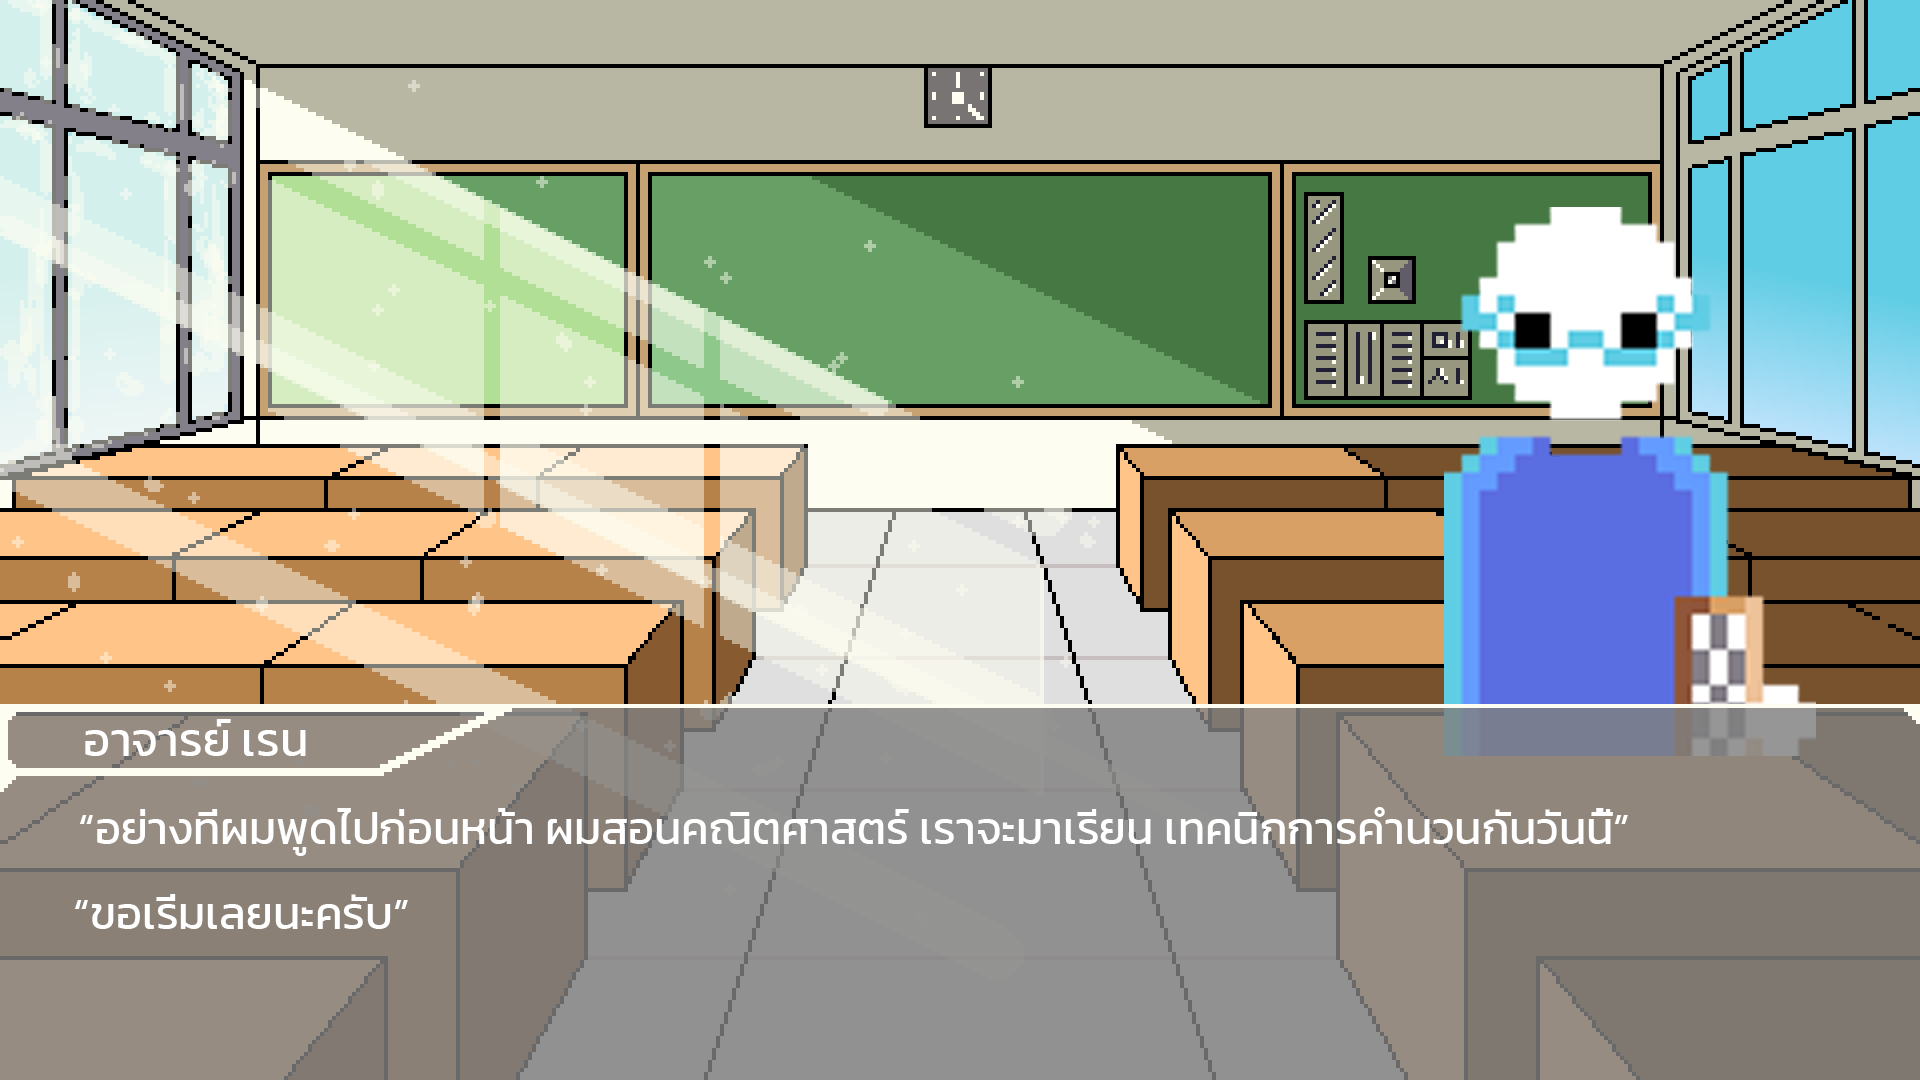 อาจารย์ เรน
“อย่างที่ผมพูดไปก่อนหน้า ผมสอนคณิตศาสตร์ เราจะมาเรียน เทคนิกการคำนวนกันวันนี้”
“ขอเริ่มเลยนะครับ”